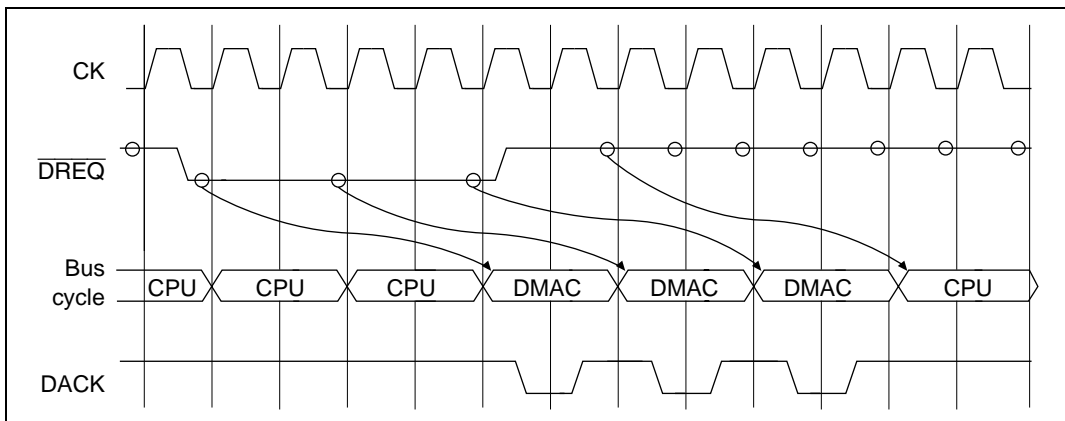 CK
DREQ
Bus
cycle
CPU CPU CPU DMAC DMAC DMAC CPU
DACK